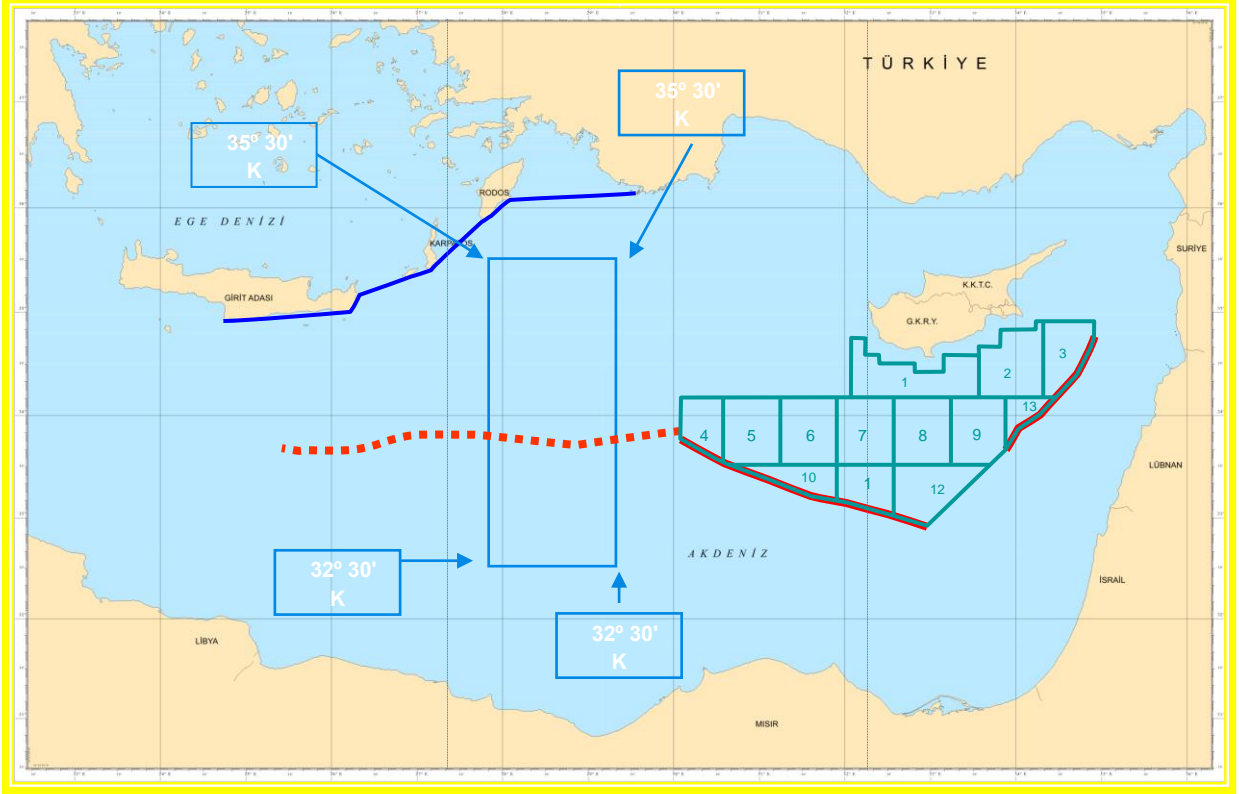 TÜRKİYE
35º 30'
K
35º 30'
K
RODOS
EGE DENİZİ
KARPATOS
SURİYE
K.K.T.C.
GİRİT ADASI
G.K.R.Y.
3
2
1
13
4
5
6
7
8
9
LÜBNAN
10
1
12
AKDENİZ
32º 30'
K
İSRAİL
32º 30'
K
LİBYA
MISIR